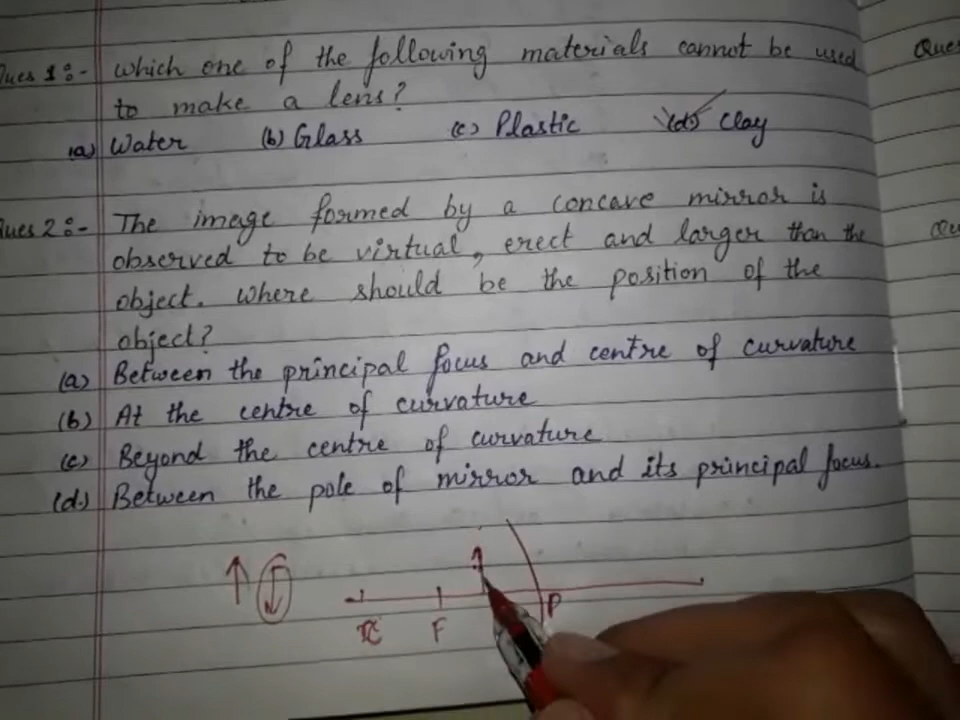 Ques 1:- Which one of the following materials cannot be used
to make a lens?
(a) Water (b) Glass (c) Plastic (d) Clay
Ques 2:- The image formed by a concave mirror is
observed to be virtual, erect and larger than the
object. Where should be the position of the
object?
(a) Between the principal focus and centre of curvature
(b) At the centre of curvature
(c) Beyond the centre of curvature
(d) Between the pole of mirror and its principal focus.
C F P